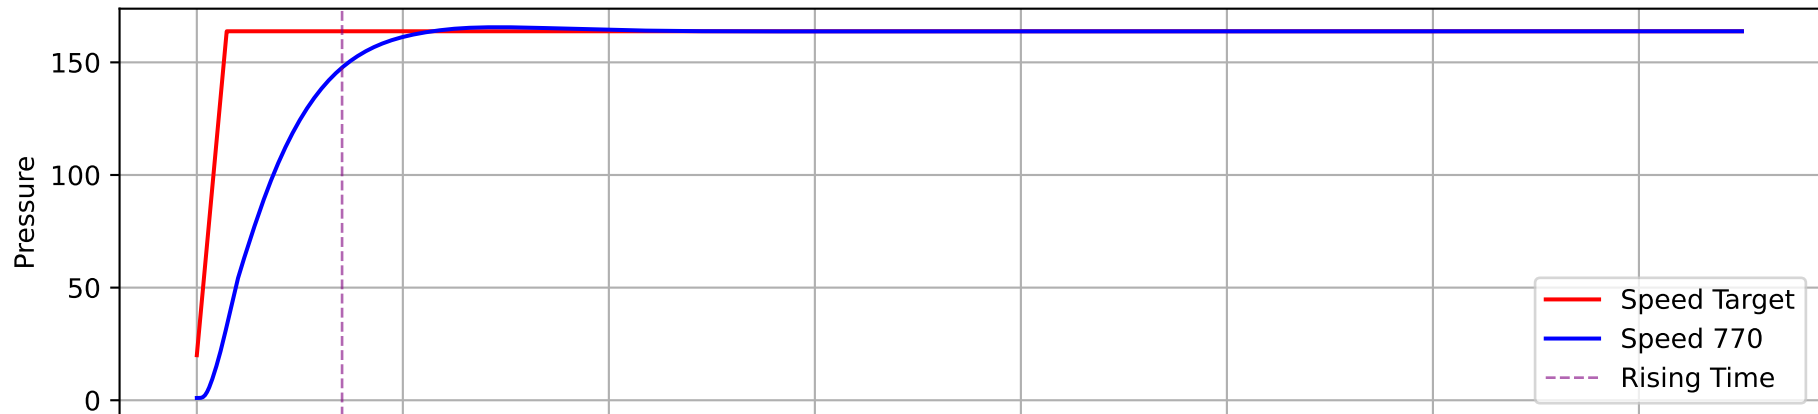 150
100
50
0
Pressure
Speed Target
Speed 770
Rising Time